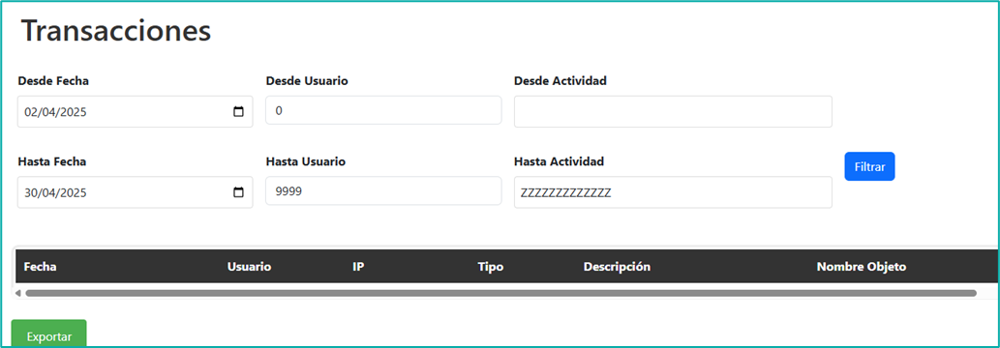 Transacciones
Desde Fecha Desde Usuario Desde Actividad
02/04/2025 0
Hasta Fecha Hasta Usuario Hasta Actividad
30/04/2025 9999 ZZZZZZZZZZZZZ Filtrar
Fecha Usuario IP Tipo Descripción Nombre Objeto
Exportar